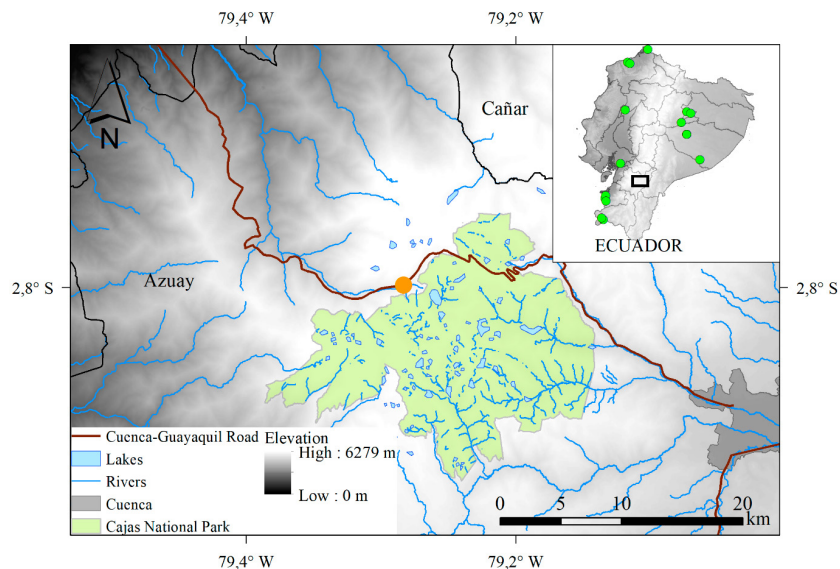 79,4° W 79,2° W
Cañar
N
ECUADOR
Azuay
2,8° S 2,8° S
Cuenca-Guayaquil Road
Lakes
Rivers
Cuenca
Cajas National Park
Elevation
High : 6279 m
Low : 0 m
0 5 10 20
km
79,4° W 79,2° W